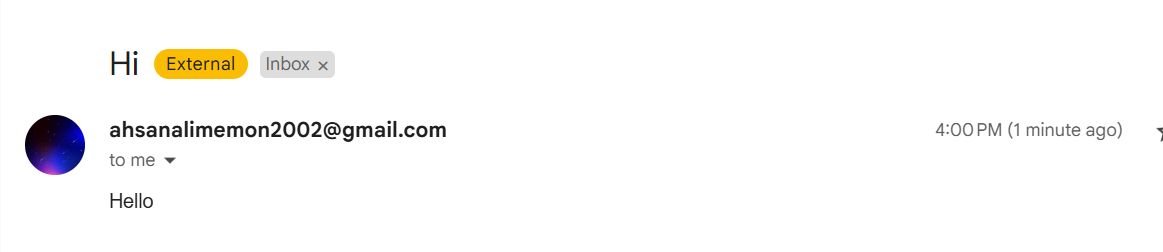 Hi External Inbox ×
ahsanalimemon2002@gmail.com 4:00 PM (1 minute ago)
to me
Hello